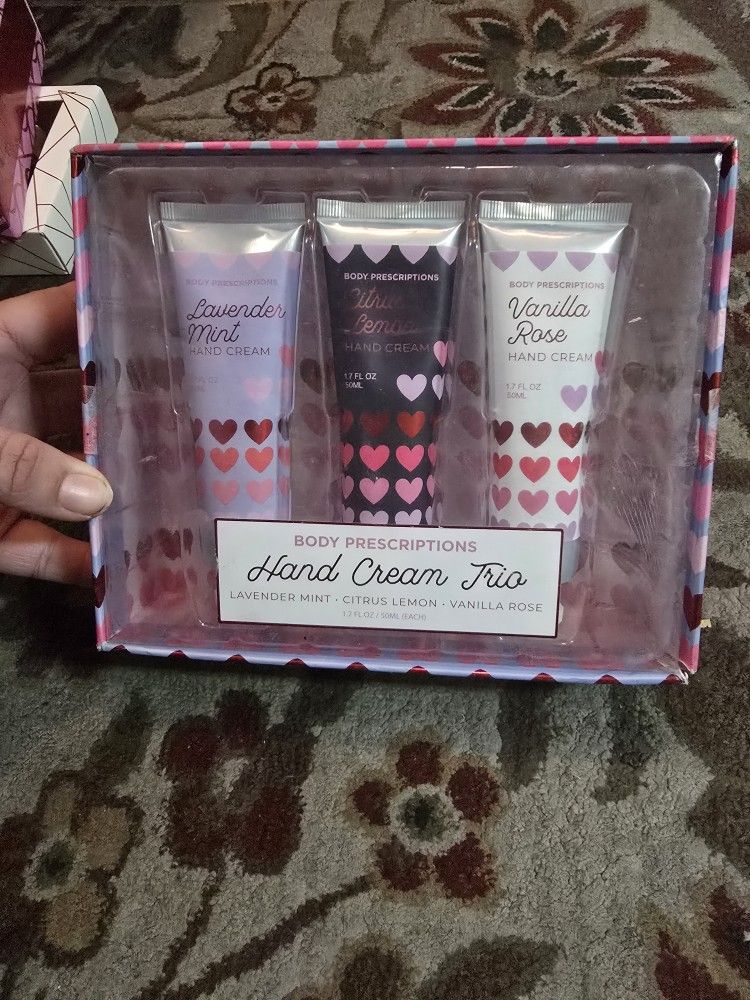 BODY PRESCRIPTIONS
Lavender
Mint
HAND CREAM
BODY PRESCRIPTIONS
Citrus
Lemon
HAND CREAM
1.7 FL OZ
50ML
BODY PRESCRIPTIONS
Vanilla
Rose
HAND CREAM
1.7 FL OZ
50ML
BODY PRESCRIPTIONS
Hand Cream Trio
LAVENDER MINT · CITRUS LEMON · VANILLA ROSE
1.7 FL OZ / 50ML (EACH)